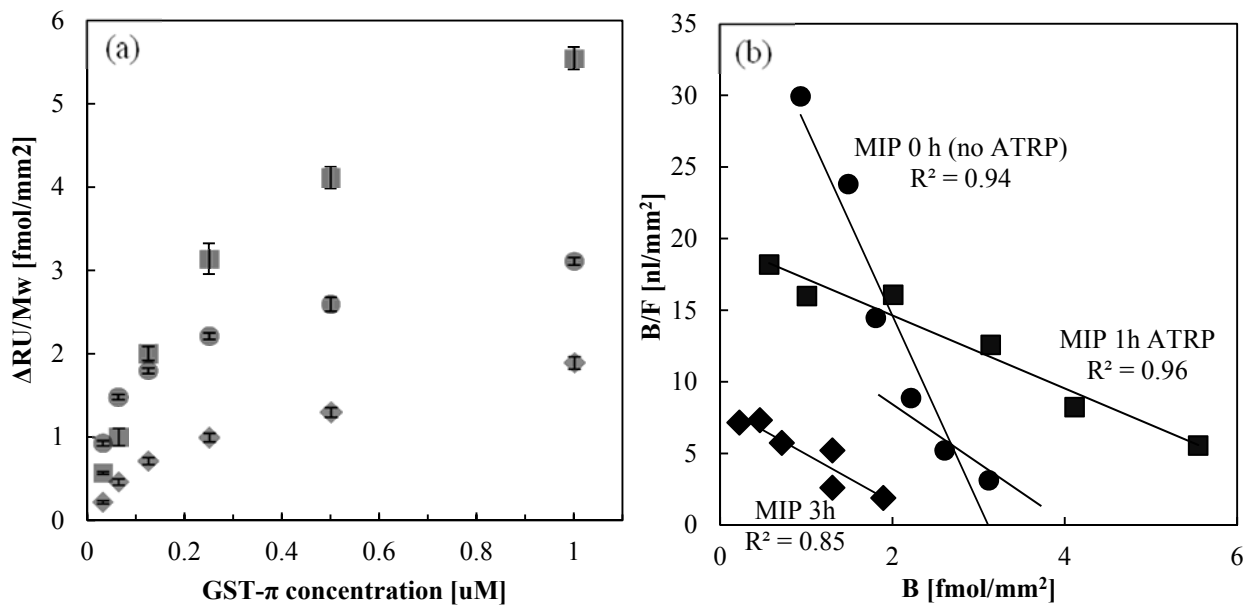 (a)
6
5
4
3
2
1
0
ΔRU/Mw [fmol/mm2]
0 0.2 0.4 0.6 0.8 1
GST-π concentration [uM]
(b)
35
30
25
20
15
10
5
0
B/F [nl/mm²]
MIP 0 h (no ATRP)
R² = 0.94
MIP 1h ATRP
R² = 0.96
MIP 3h
R² = 0.85
0 2 4 6
B [fmol/mm²]